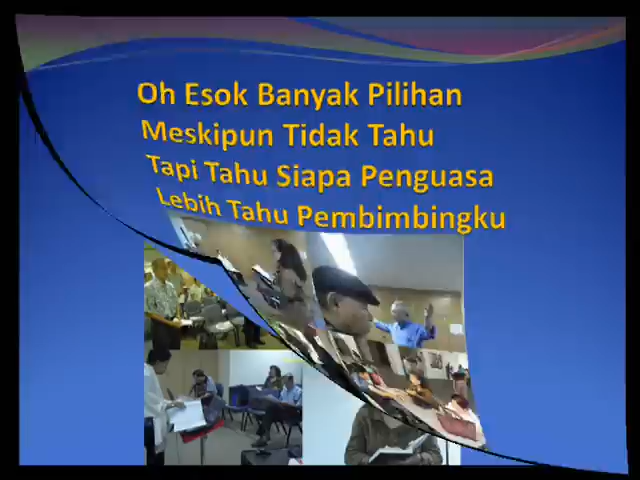 Oh Esok Banyak Pilihan
Meskipun Tidak Tahu
Tapi Tahu Siapa Penguasa
Lebih Tahu Pembimbingku